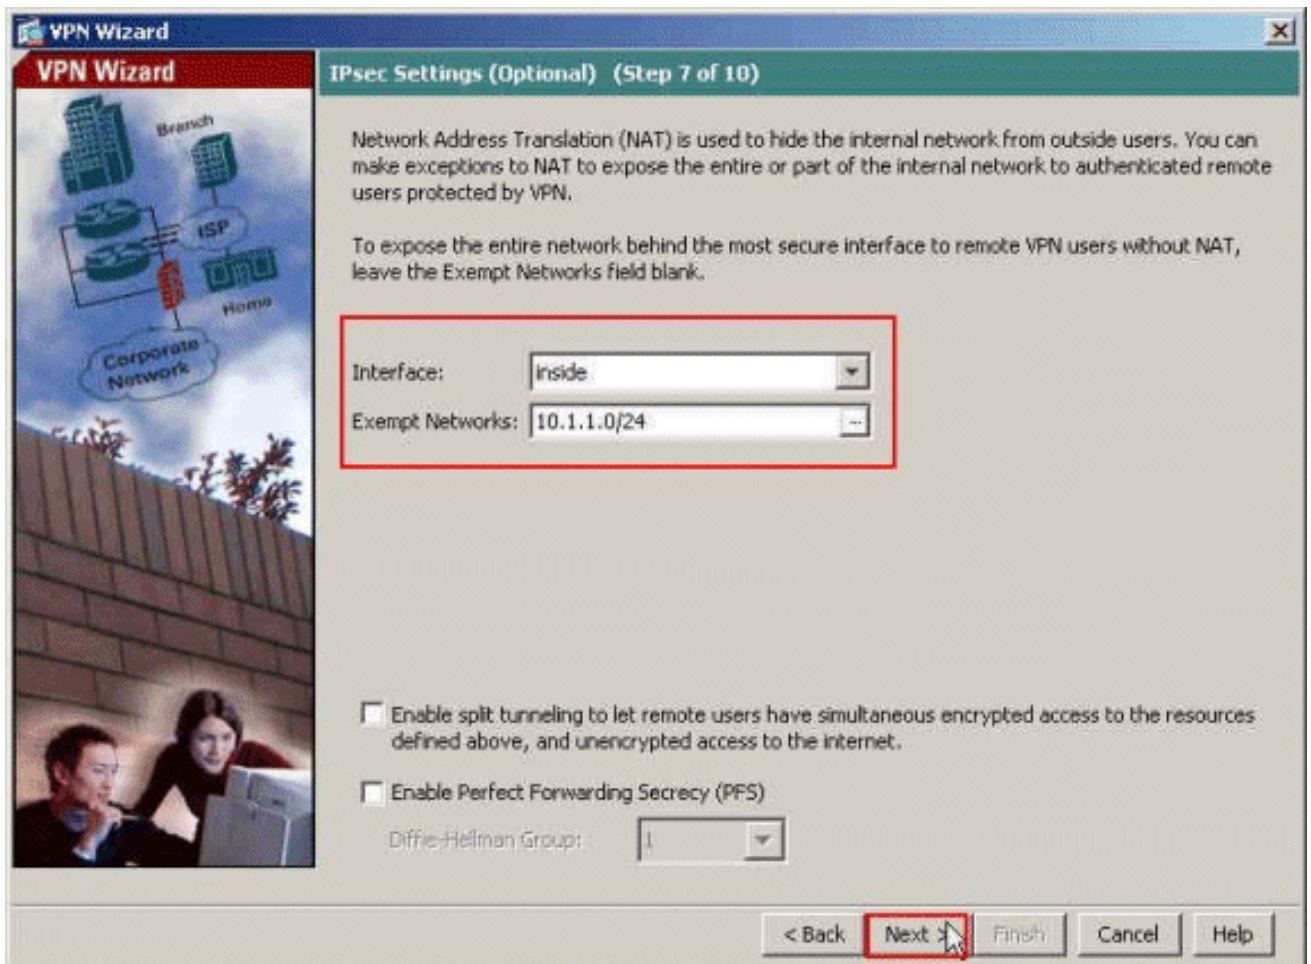 VPN Wizard
VPN Wizard
IPsec Settings (Optional) (Step 7 of 10)
Branch
ISP
Home
Corporate
Network
Network Address Translation (NAT) is used to hide the internal network from outside users. You can
make exceptions to NAT to expose the entire or part of the internal network to authenticated remote
users protected by VPN.
To expose the entire network behind the most secure interface to remote VPN users without NAT,
leave the Exempt Networks field blank.
Interface: inside
Exempt Networks: 10.1.1.0/24 ...
Enable split tunneling to let remote users have simultaneous encrypted access to the resources
defined above, and unencrypted access to the internet.
Enable Perfect Forwarding Secrecy (PFS)
Diffie-Hellman Group: 1
< Back Next > Finish Cancel Help